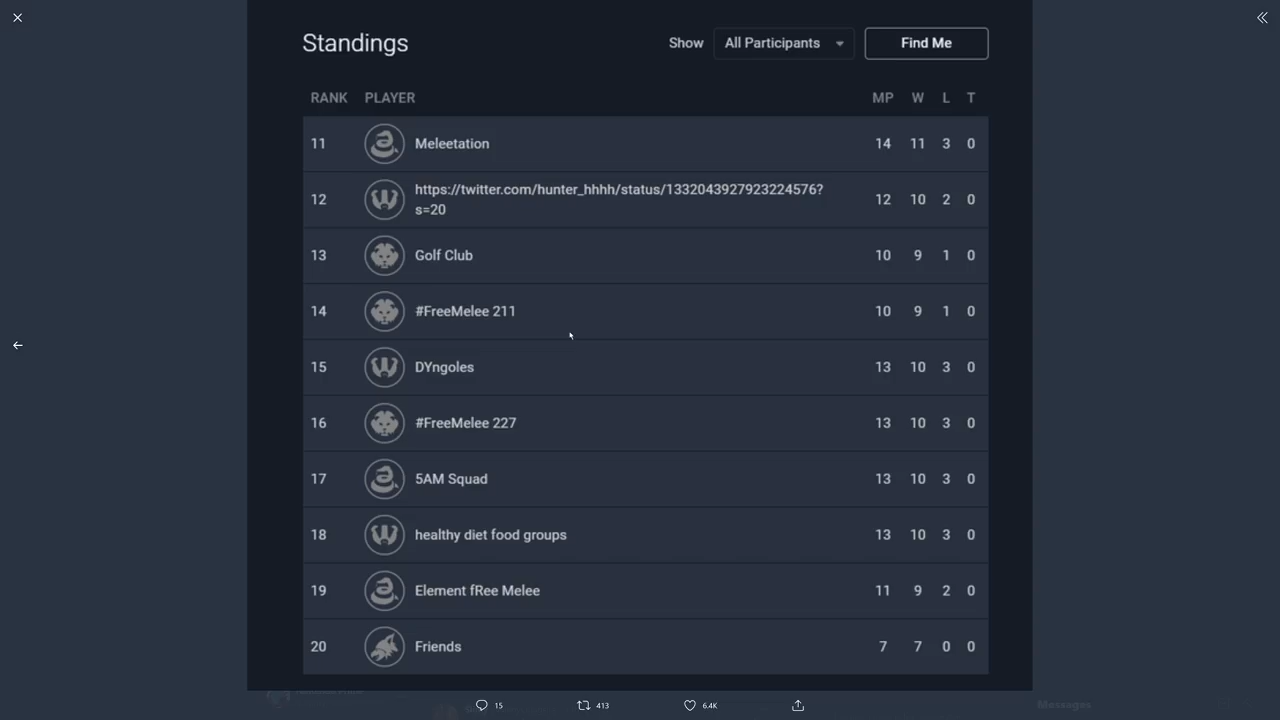 Standings
Show All Participants Find Me
RANK PLAYER MP W L T
11 Meleetation 14 11 3 0
12 https://twitter.com/hunter_hhhh/status/1332043927923224576? 12 10 2 0
s=20
13 Golf Club 10 9 1 0
14 #FreeMelee 211 10 9 1 0
15 DYngoles 13 10 3 0
16 #FreeMelee 227 13 10 3 0
17 5AM Squad 13 10 3 0
18 healthy diet food groups 13 10 3 0
19 Element fRee Melee 11 9 2 0
20 Friends 7 7 0 0
15 413 6.4K
Messages